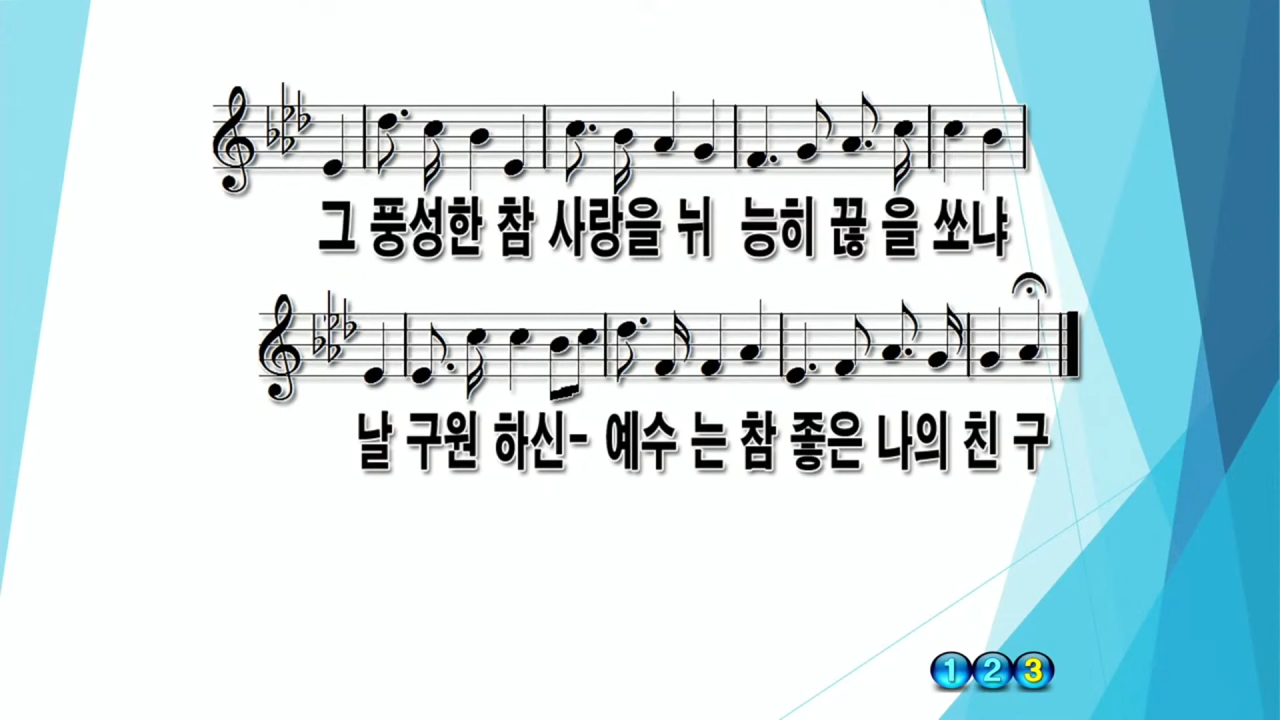 그 풍성한 참 사랑을 뉘 능히 끊 을 쏘냐
날 구원 하신- 예수 는 참 좋은 나의 친 구
1 2 3